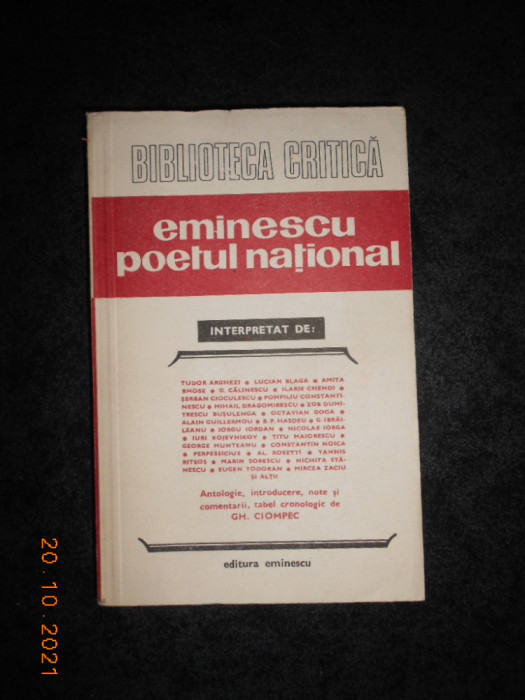 BIBLIOTECA CRITICĂ
eminescu
poetul național
INTERPRETAT DE:
TUDOR ARGHEZI ● LUCIAN BLAGA ● AMITA
BHOSE ● G. CĂLINESCU ● ILARIE CHENDI ●
ȘERBAN CIOCULESCU ● POMPILIU CONSTANTI-
NESCU ● MIHAIL DRAGOMIRESCU ● ZOE DUMI-
TRESCU BUȘULENGA ● OCTAVIAN GOGA ●
ALAIN GUILLERMOU ● B. P. HASDEU ● G. IBRĂI-
LEANU ● IORGU IORDAN ● NICOLAE IORGA
● IURI KOJEVNIKOV ● TITU MAIORESCU ●
GEORGE MUNTEANU ● CONSTANTIN NOICA
● PERPESSICIUS ● AL. ROSETTI ● YANNIS
RITSOS ● MARIN SORESCU ● NICHITA STĂ-
NESCU ● EUGEN TODORAN ● MIRCEA ZACIU
ȘI ALȚII
Antologie, introducere, note și
comentarii, tabel cronologic de
GH. CIOMPEC
editura eminescu
20.10.2021